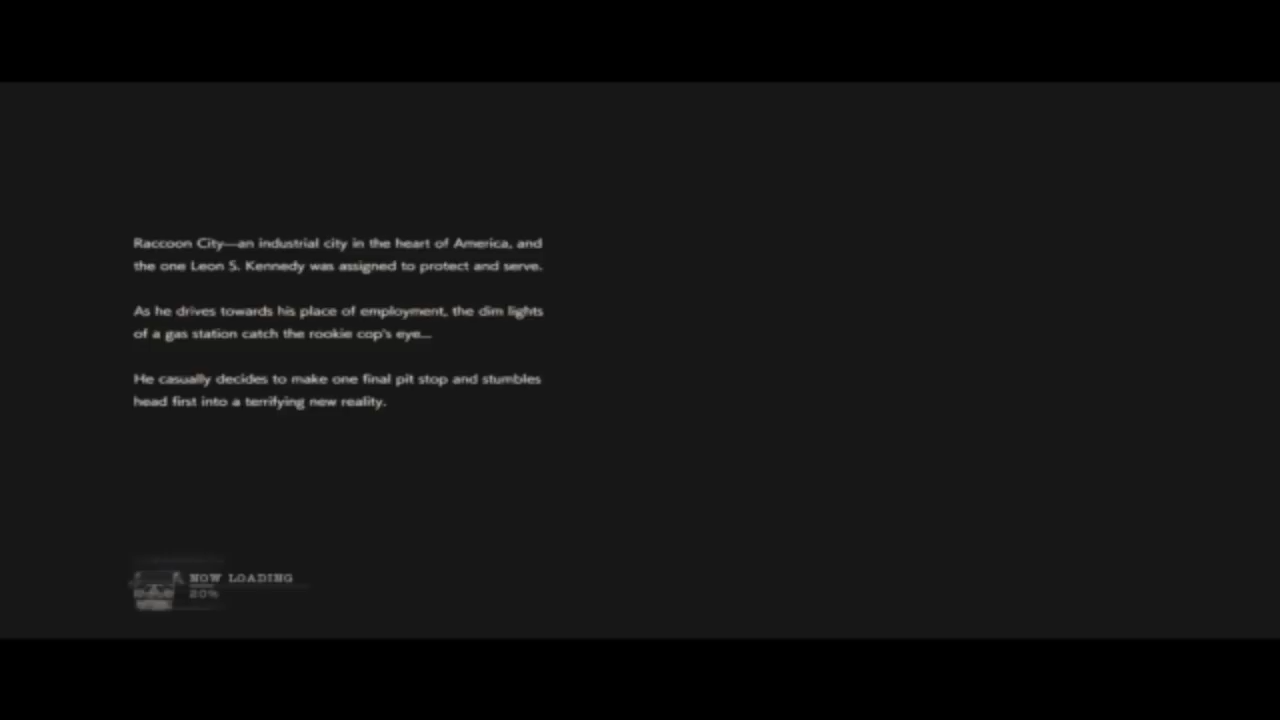 Raccoon City—an industrial city in the heart of America, and
the one Leon S. Kennedy was assigned to protect and serve.
As he drives towards his place of employment, the dim lights
of a gas station catch the rookie cop's eye...
He casually decides to make one final pit stop and stumbles
head first into a terrifying new reality.
NOW LOADING
20%